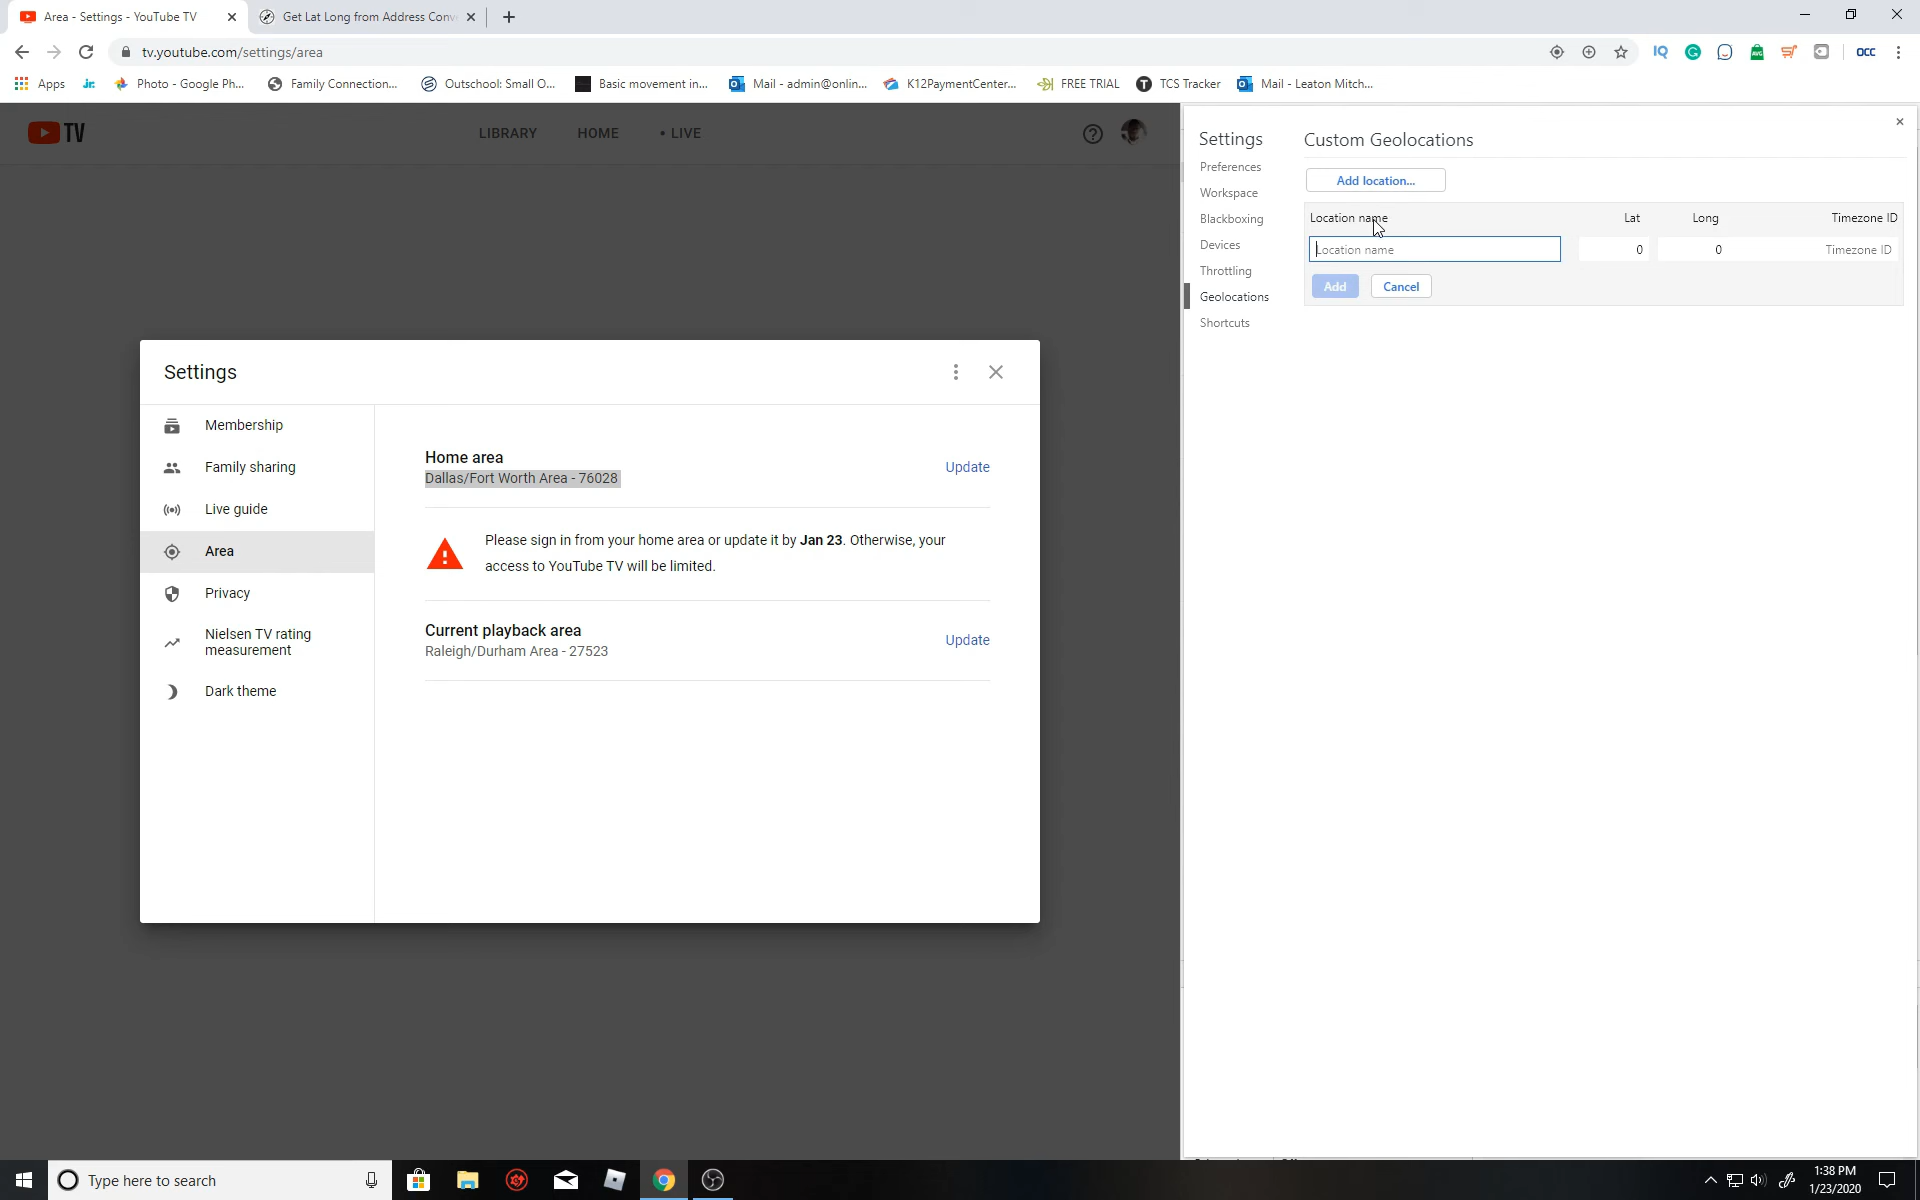 Area - Settings - YouTube TV
Get Lat Long from Address Conv
tv.youtube.com/settings/area
IQ
OCC
Apps
Jr.
Photo - Google Ph...
Family Connection...
Outschool: Small O...
Basic movement in...
Mail - admin@onlin...
K12PaymentCenter...
FREE TRIAL
TCS Tracker
Mail - Leaton Mitch...
TV
LIBRARY
HOME
• LIVE
Settings
Membership
Family sharing
Live guide
Area
Privacy
Nielsen TV rating
measurement
Dark theme
Home area
Dallas/Fort Worth Area - 76028
Update
Please sign in from your home area or update it by Jan 23. Otherwise, your
access to YouTube TV will be limited.
Current playback area
Raleigh/Durham Area - 27523
Update
Settings
Preferences
Workspace
Blackboxing
Devices
Throttling
Geolocations
Shortcuts
Custom Geolocations
Add location...
Location name Lat Long Timezone ID
Location name 0 0 Timezone ID
Add Cancel
Type here to search
1:38 PM
1/23/2020